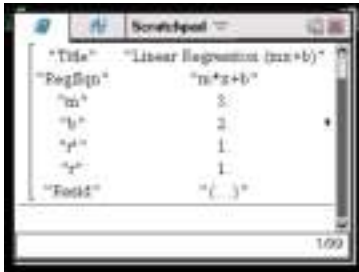 Scratchpad
"Title" "Linear Regression (mx+b)"
"RegEqn" "m*x+b"
"m" 3.
"b" 2.
"r²" 1.
"r" 1.
"Resid" "{...}"
1/99